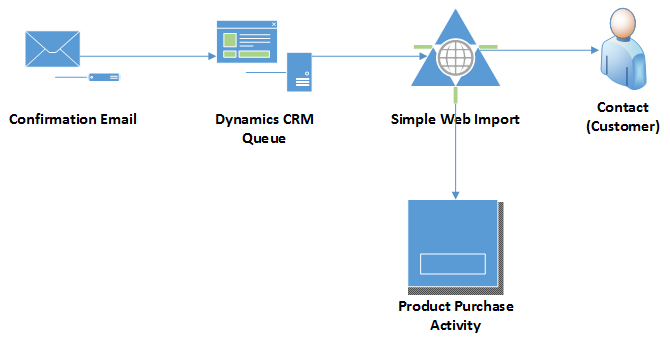 Confirmation Email
Dynamics CRM
Queue
Simple Web Import
Contact
(Customer)
Product Purchase
Activity